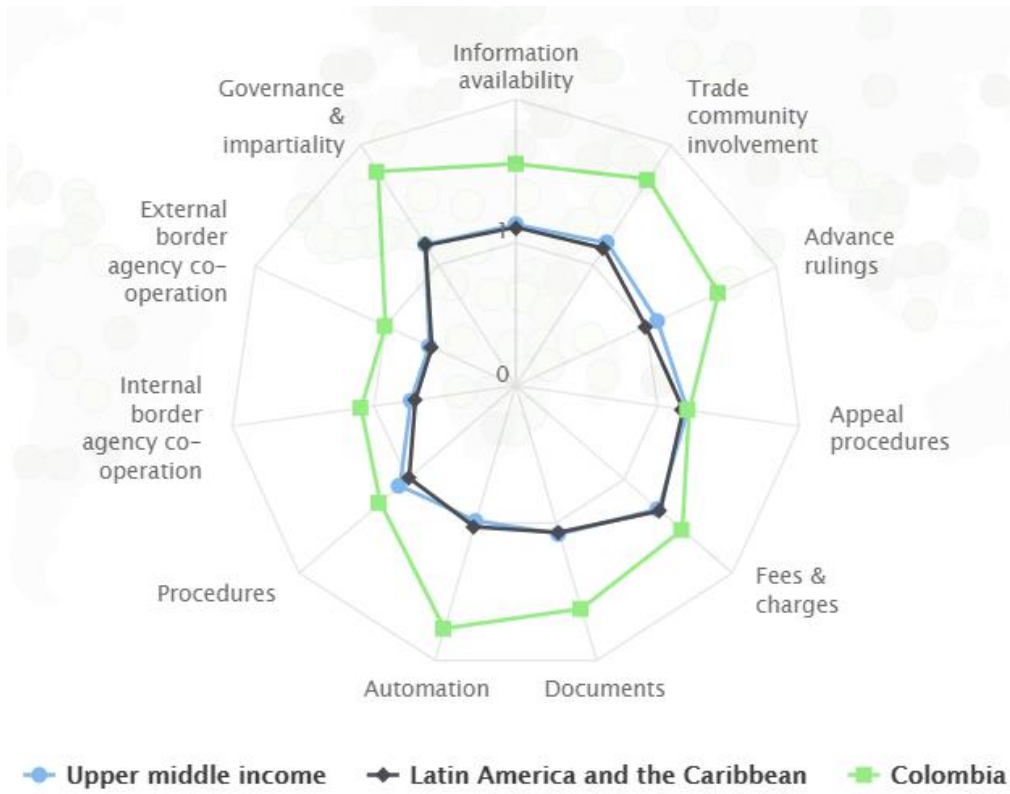 Information
availability
Governance
&
impartiality
Trade
community
involvement
External
border
agency co-
operation
Advance
rulings
1
0
Internal
border
agency co-
operation
Appeal
procedures
Procedures
Fees &
charges
Automation
Documents
Upper middle income
Latin America and the Caribbean
Colombia